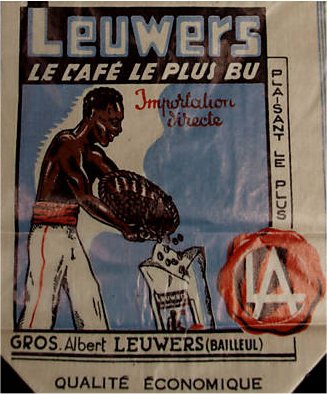 Leuwers
LE CAFÉ LE PLUS BU
Importation
directe
PLAISANT LE PLUS
LA
GROS. Albert LEUWERS (BAILLEUL)
QUALITÉ ÉCONOMIQUE